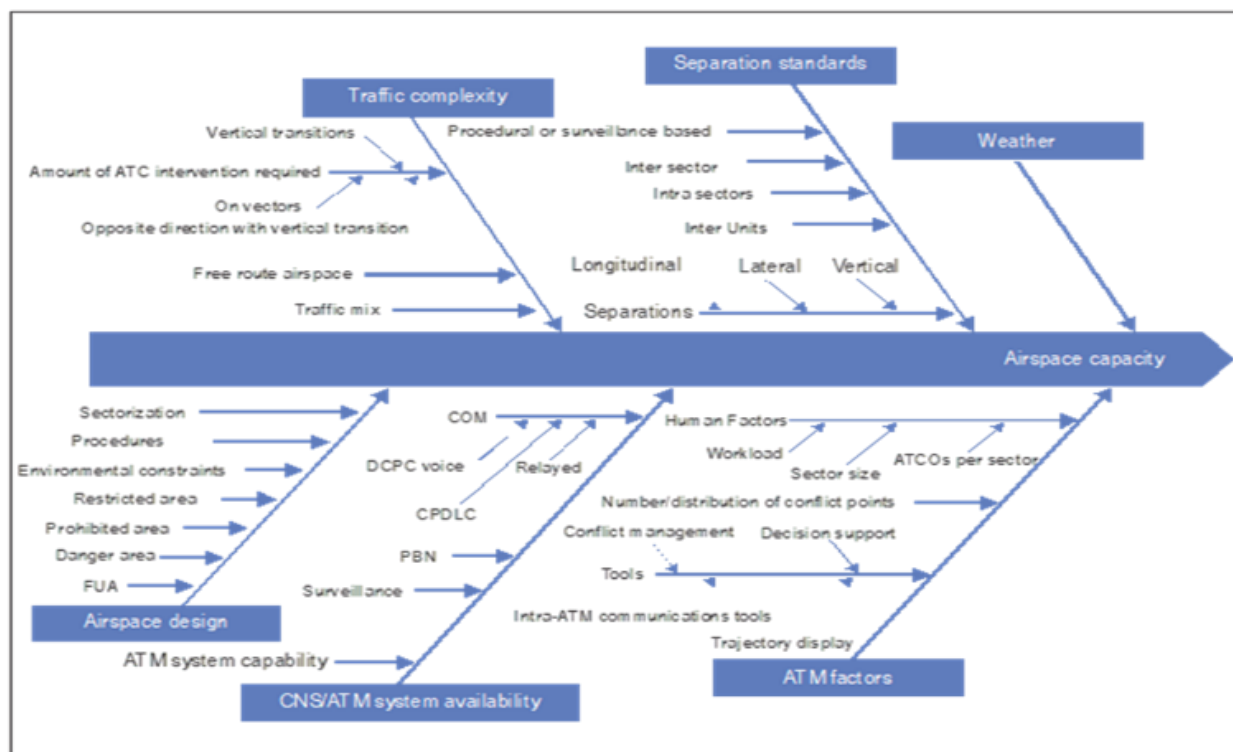 Separation standards
Traffic complexity
Vertical transitions
Procedural or surveillance based
Weather
Amount of ATC intervention required
Inter sector
Intra sectors
On vectors
Opposite direction with vertical transition
Inter Units
Longitudinal
Lateral
Vertical
Free route airspace
Traffic mix
Separations
Airspace capacity
Sectorization
COM
Human Factors
Procedures
DCPC voice
Relayed
Workload
ATCOs per sector
Environmental constraints
Sector size
Restricted area
CPDLC
Number/distribution of conflict points
Prohibited area
Conflict management
Decision support
Danger area
PBN
Tools
FUA
Surveillance
Airspace design
Intra-ATM communications tools
Trajectory display
ATM system capability
ATM factors
CNS/ATM system availability